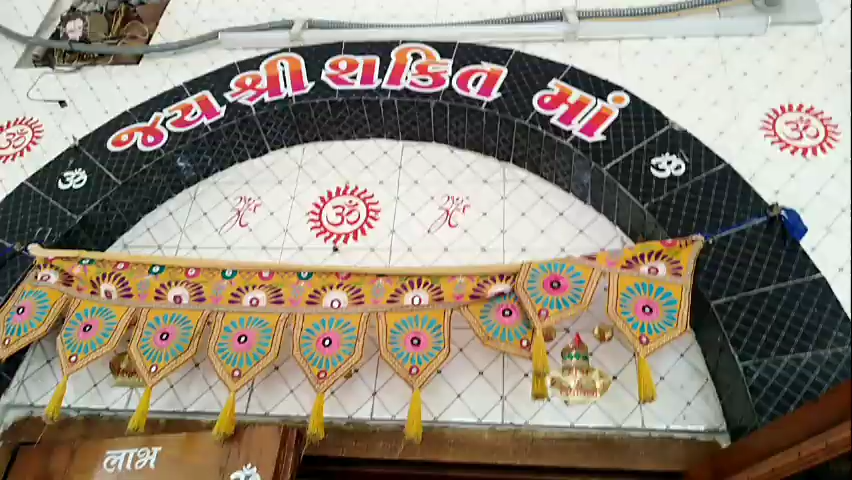 જય શ્રી શકિત માં
ૐ ૐ
ૐ ૐ
ૐ
લાભ
ૐ